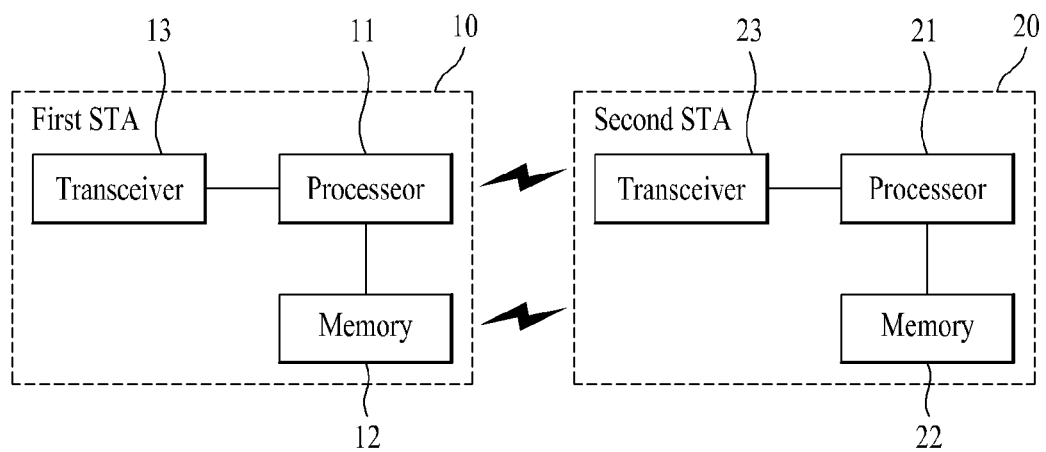 13 11 10 23 21 20
First STA
Second STA
Transceiver
Processeor
Transceiver
Processeor
Memory
Memory
12
22